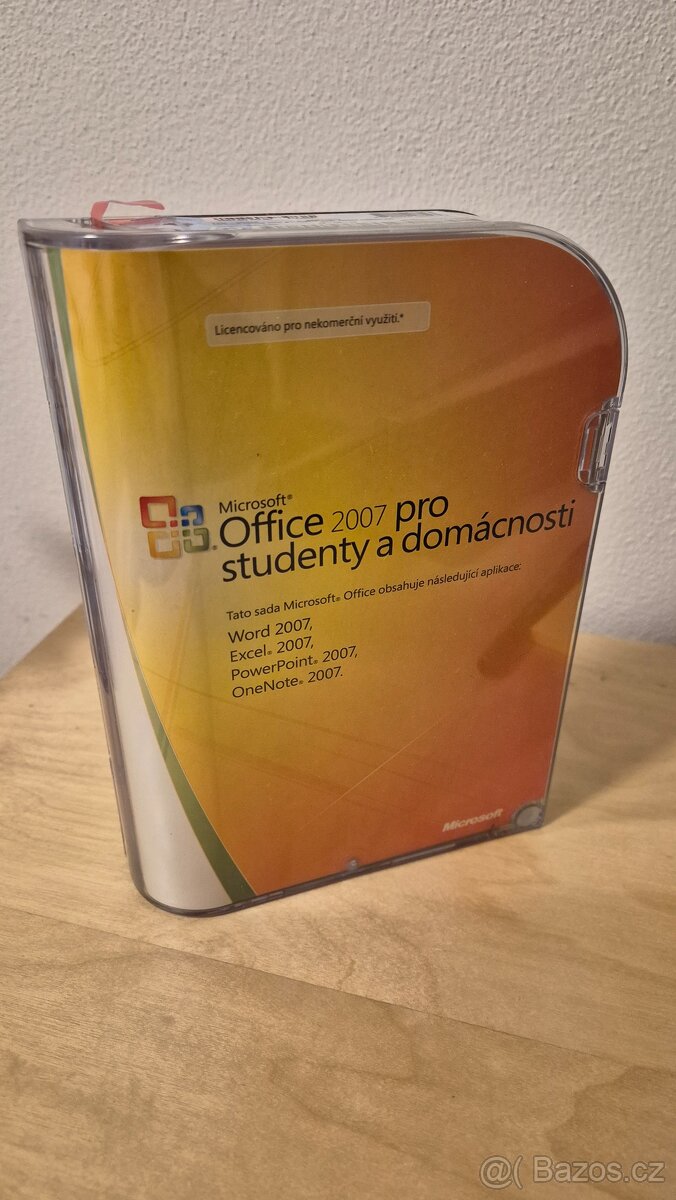 Licencováno pro nekomerční využití.*
Microsoft®
Office 2007 pro
studenty a domácnosti
Tato sada Microsoft® Office obsahuje následující aplikace:
Word 2007,
Excel® 2007,
PowerPoint® 2007,
OneNote® 2007.
Microsoft
@( Bazos.cz